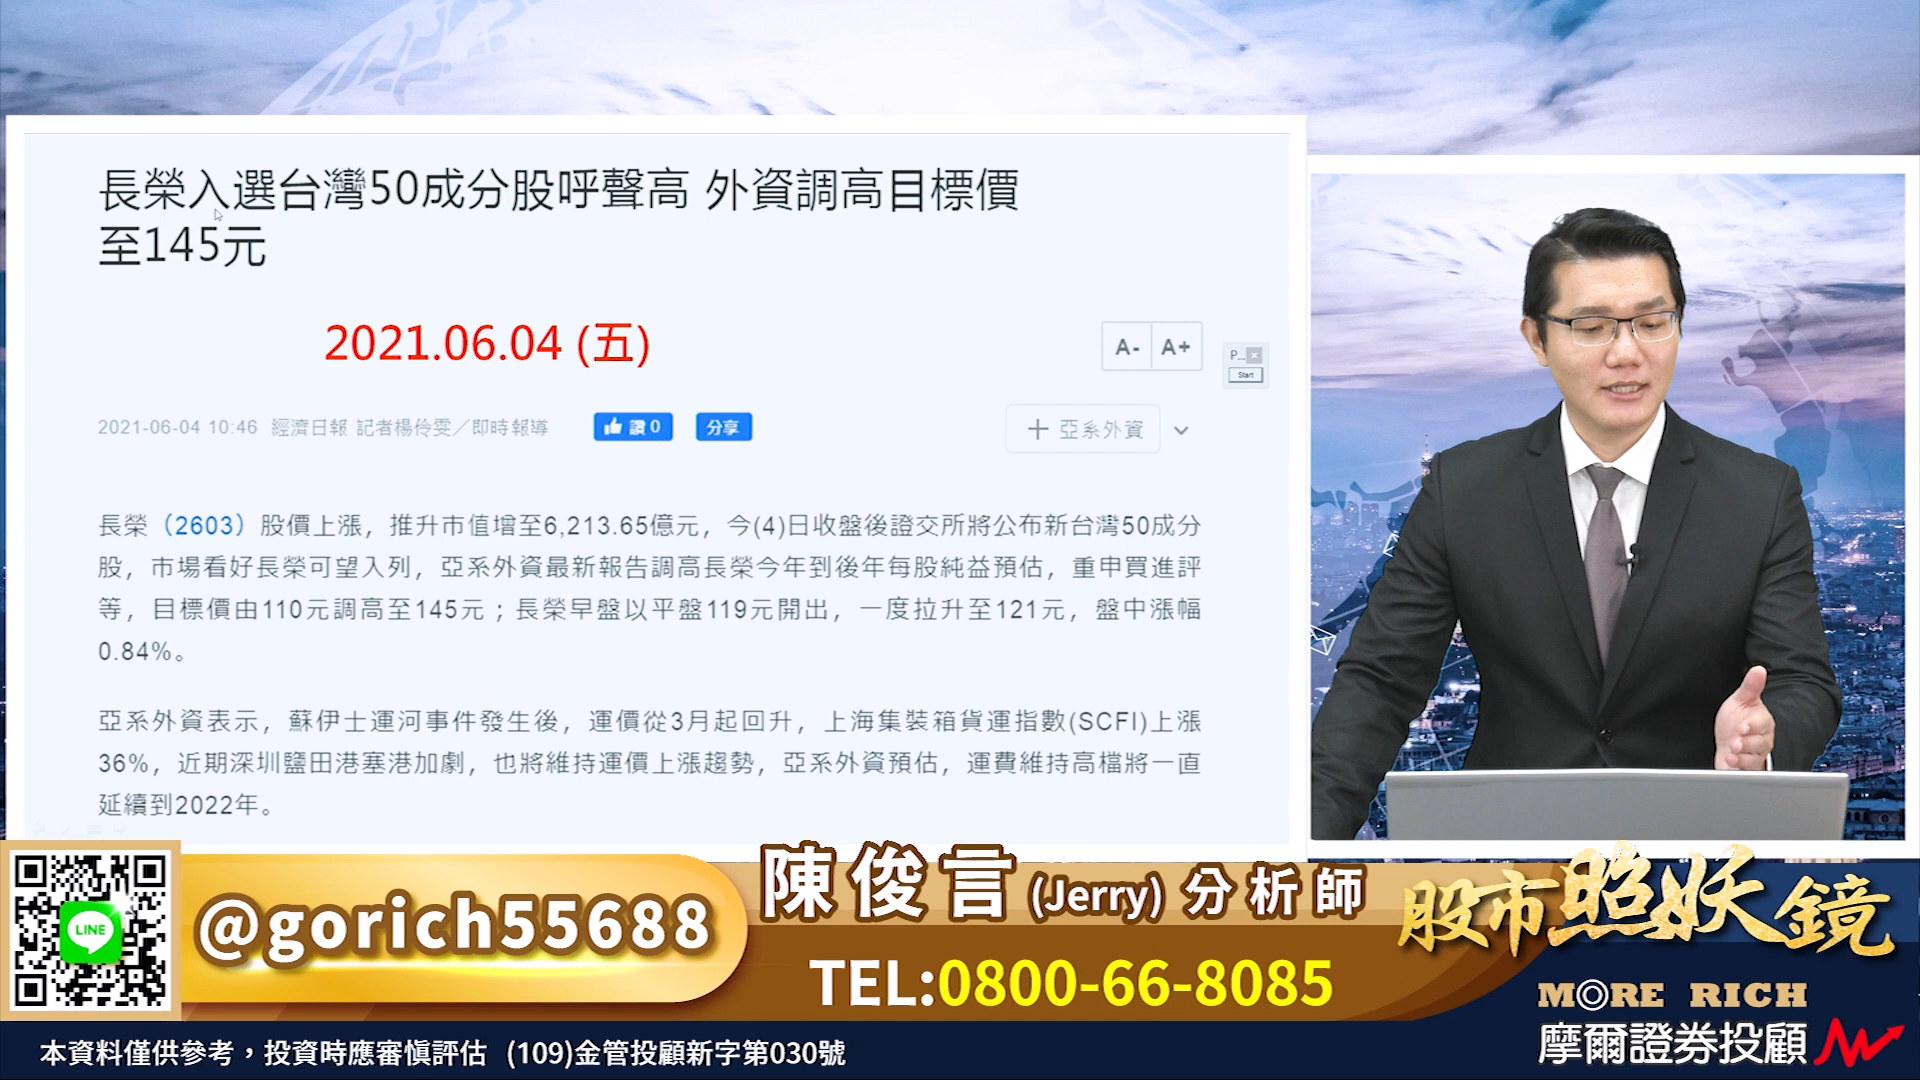 長榮入選台灣50成分股呼聲高 外資調高目標價
至145元
2021.06.04 (五)
A- A+
P...
Start
2021-06-04 10:46 經濟日報 記者楊伶雯／即時報導
讚 0
分享
＋ 亞系外資
長榮（2603）股價上漲，推升市值增至6,213.65億元，今(4)日收盤後證交所將公布新台灣50成分
股，市場看好長榮可望入列，亞系外資最新報告調高長榮今年到後年每股純益預估，重申買進評
等，目標價由110元調高至145元；長榮早盤以平盤119元開出，一度拉升至121元，盤中漲幅
0.84%。
亞系外資表示，蘇伊士運河事件發生後，運價從3月起回升，上海集裝箱貨運指數(SCFI)上漲
36%，近期深圳鹽田港塞港加劇，也將維持運價上漲趨勢，亞系外資預估，運費維持高檔將一直
延續到2022年。
LINE
@gorich55688
陳俊言 (Jerry) 分析師
TEL:0800-66-8085
股市照妖鏡
MORE RICH
摩爾證券投顧
本資料僅供參考，投資時應審慎評估 (109)金管投顧新字第030號